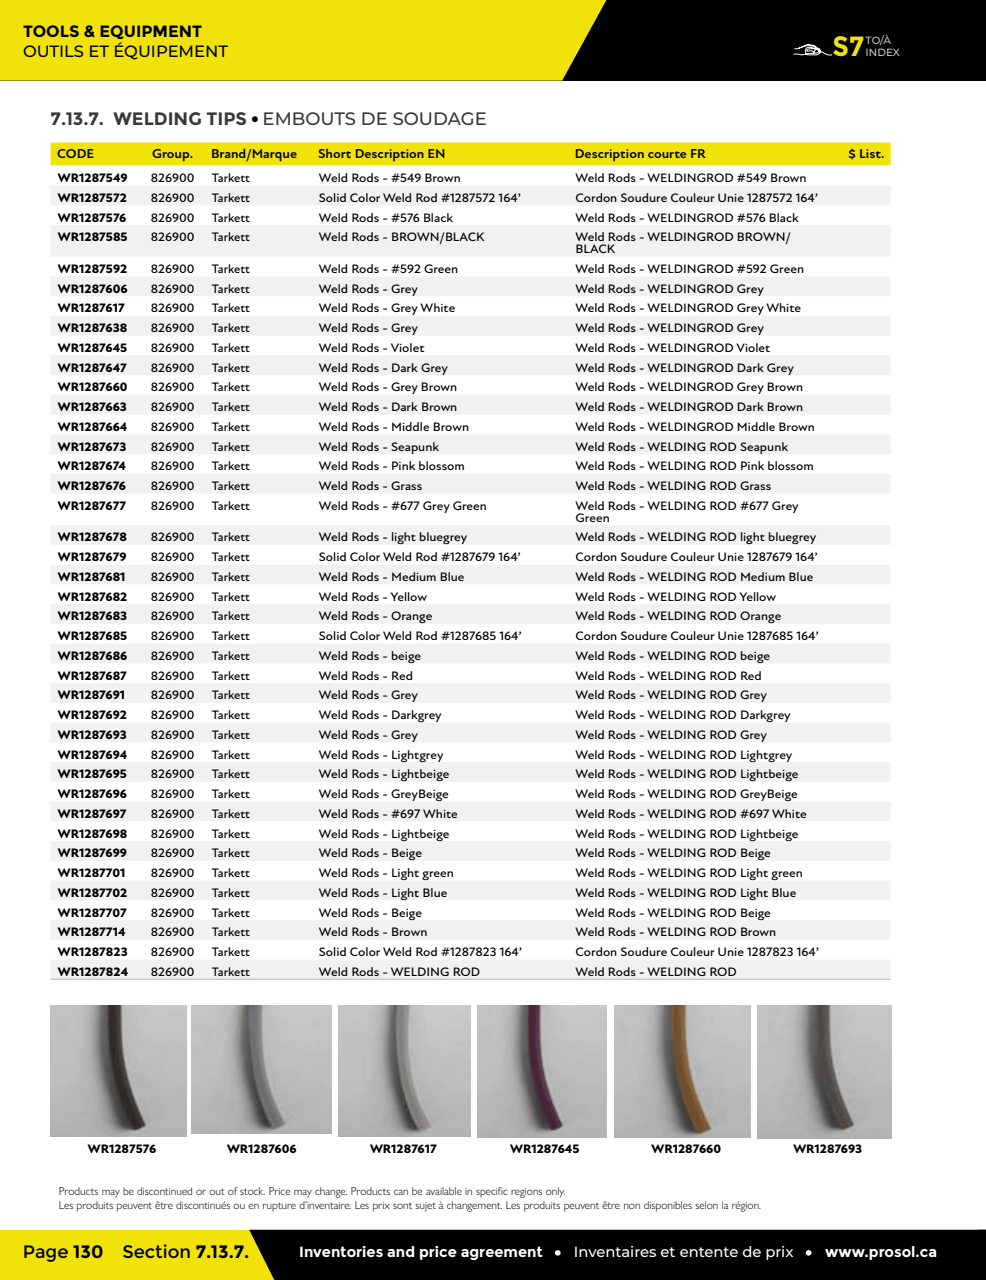 TOOLS & EQUIPMENT
OUTILS ET ÉQUIPEMENT
S7 TO/À INDEX
7.13.7. WELDING TIPS • EMBOUTS DE SOUDAGE
CODE Group. Brand/Marque Short Description EN Description courte FR $ List.
WR1287549 826900 Tarkett Weld Rods - #549 Brown Weld Rods - WELDINGROD #549 Brown
WR1287572 826900 Tarkett Solid Color Weld Rod #1287572 164’ Cordon Soudure Couleur Unie 1287572 164’
WR1287576 826900 Tarkett Weld Rods - #576 Black Weld Rods - WELDINGROD #576 Black
WR1287585 826900 Tarkett Weld Rods - BROWN/BLACK Weld Rods - WELDINGROD BROWN/
BLACK
WR1287592 826900 Tarkett Weld Rods - #592 Green Weld Rods - WELDINGROD #592 Green
WR1287606 826900 Tarkett Weld Rods - Grey Weld Rods - WELDINGROD Grey
WR1287617 826900 Tarkett Weld Rods - Grey White Weld Rods - WELDINGROD Grey White
WR1287638 826900 Tarkett Weld Rods - Grey Weld Rods - WELDINGROD Grey
WR1287645 826900 Tarkett Weld Rods - Violet Weld Rods - WELDINGROD Violet
WR1287647 826900 Tarkett Weld Rods - Dark Grey Weld Rods - WELDINGROD Dark Grey
WR1287660 826900 Tarkett Weld Rods - Grey Brown Weld Rods - WELDINGROD Grey Brown
WR1287663 826900 Tarkett Weld Rods - Dark Brown Weld Rods - WELDINGROD Dark Brown
WR1287664 826900 Tarkett Weld Rods - Middle Brown Weld Rods - WELDINGROD Middle Brown
WR1287673 826900 Tarkett Weld Rods - Seapunk Weld Rods - WELDING ROD Seapunk
WR1287674 826900 Tarkett Weld Rods - Pink blossom Weld Rods - WELDING ROD Pink blossom
WR1287676 826900 Tarkett Weld Rods - Grass Weld Rods - WELDING ROD Grass
WR1287677 826900 Tarkett Weld Rods - #677 Grey Green Weld Rods - WELDING ROD #677 Grey
Green
WR1287678 826900 Tarkett Weld Rods - light bluegrey Weld Rods - WELDING ROD light bluegrey
WR1287679 826900 Tarkett Solid Color Weld Rod #1287679 164’ Cordon Soudure Couleur Unie 1287679 164’
WR1287681 826900 Tarkett Weld Rods - Medium Blue Weld Rods - WELDING ROD Medium Blue
WR1287682 826900 Tarkett Weld Rods - Yellow Weld Rods - WELDING ROD Yellow
WR1287683 826900 Tarkett Weld Rods - Orange Weld Rods - WELDING ROD Orange
WR1287685 826900 Tarkett Solid Color Weld Rod #1287685 164’ Cordon Soudure Couleur Unie 1287685 164’
WR1287686 826900 Tarkett Weld Rods - beige Weld Rods - WELDING ROD beige
WR1287687 826900 Tarkett Weld Rods - Red Weld Rods - WELDING ROD Red
WR1287691 826900 Tarkett Weld Rods - Grey Weld Rods - WELDING ROD Grey
WR1287692 826900 Tarkett Weld Rods - Darkgrey Weld Rods - WELDING ROD Darkgrey
WR1287693 826900 Tarkett Weld Rods - Grey Weld Rods - WELDING ROD Grey
WR1287694 826900 Tarkett Weld Rods - Lightgrey Weld Rods - WELDING ROD Lightgrey
WR1287695 826900 Tarkett Weld Rods - Lightbeige Weld Rods - WELDING ROD Lightbeige
WR1287696 826900 Tarkett Weld Rods - GreyBeige Weld Rods - WELDING ROD GreyBeige
WR1287697 826900 Tarkett Weld Rods - #697 White Weld Rods - WELDING ROD #697 White
WR1287698 826900 Tarkett Weld Rods - Lightbeige Weld Rods - WELDING ROD Lightbeige
WR1287699 826900 Tarkett Weld Rods - Beige Weld Rods - WELDING ROD Beige
WR1287701 826900 Tarkett Weld Rods - Light green Weld Rods - WELDING ROD Light green
WR1287702 826900 Tarkett Weld Rods - Light Blue Weld Rods - WELDING ROD Light Blue
WR1287707 826900 Tarkett Weld Rods - Beige Weld Rods - WELDING ROD Beige
WR1287714 826900 Tarkett Weld Rods - Brown Weld Rods - WELDING ROD Brown
WR1287823 826900 Tarkett Solid Color Weld Rod #1287823 164’ Cordon Soudure Couleur Unie 1287823 164’
WR1287824 826900 Tarkett Weld Rods - WELDING ROD Weld Rods - WELDING ROD
WR1287576 WR1287606 WR1287617 WR1287645 WR1287660 WR1287693
Products may be discontinued or out of stock. Price may change. Products can be available in specific regions only.
Les produits peuvent être discontinués ou en rupture d’inventaire. Les prix sont sujet à changement. Les produits peuvent être non disponibles selon la région.
Page 130 Section 7.13.7. Inventories and price agreement • Inventaires et entente de prix • www.prosol.ca